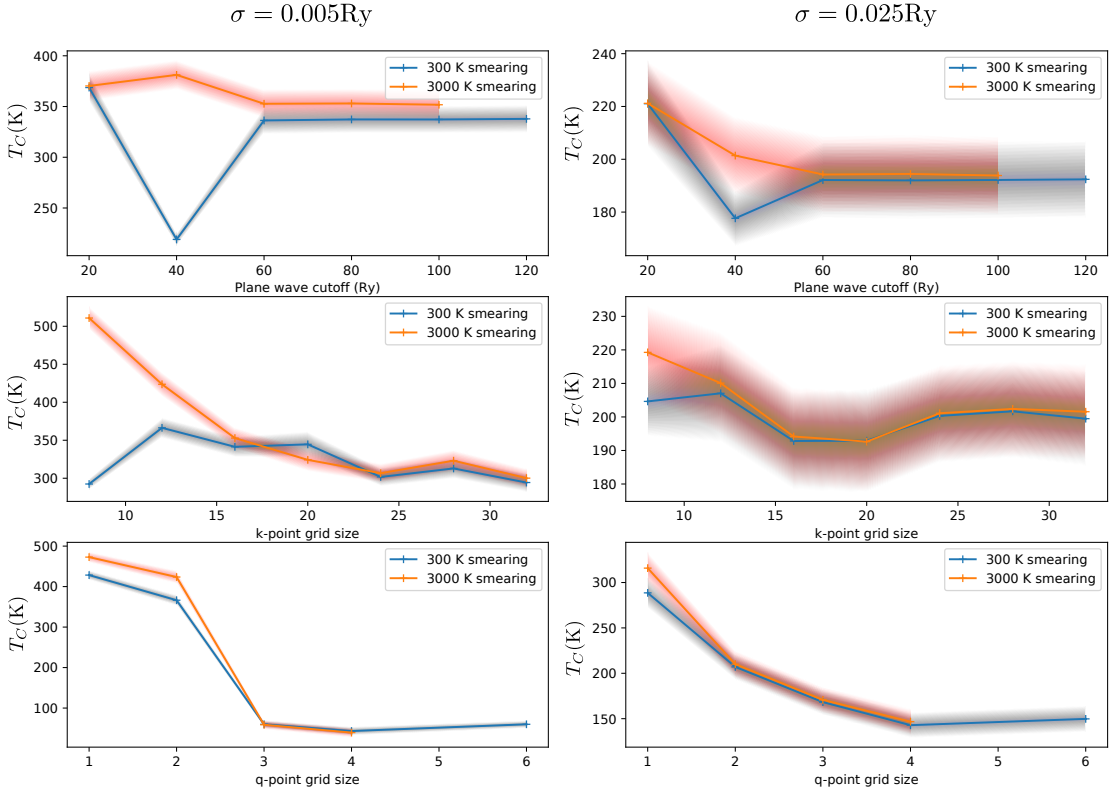 σ = 0.005Ry
σ = 0.025Ry
400
350
300
250
T_C(K)
20 40 60 80 100 120
Plane wave cutoff (Ry)
300 K smearing
3000 K smearing
240
220
200
180
T_C(K)
20 40 60 80 100 120
Plane wave cutoff (Ry)
300 K smearing
3000 K smearing
500
450
400
350
300
T_C(K)
10 15 20 25 30
k-point grid size
300 K smearing
3000 K smearing
230
220
210
200
190
180
T_C(K)
10 15 20 25 30
k-point grid size
300 K smearing
3000 K smearing
500
400
300
200
100
T_C(K)
1 2 3 4 5 6
q-point grid size
300 K smearing
3000 K smearing
300
250
200
150
T_C(K)
1 2 3 4 5 6
q-point grid size
300 K smearing
3000 K smearing